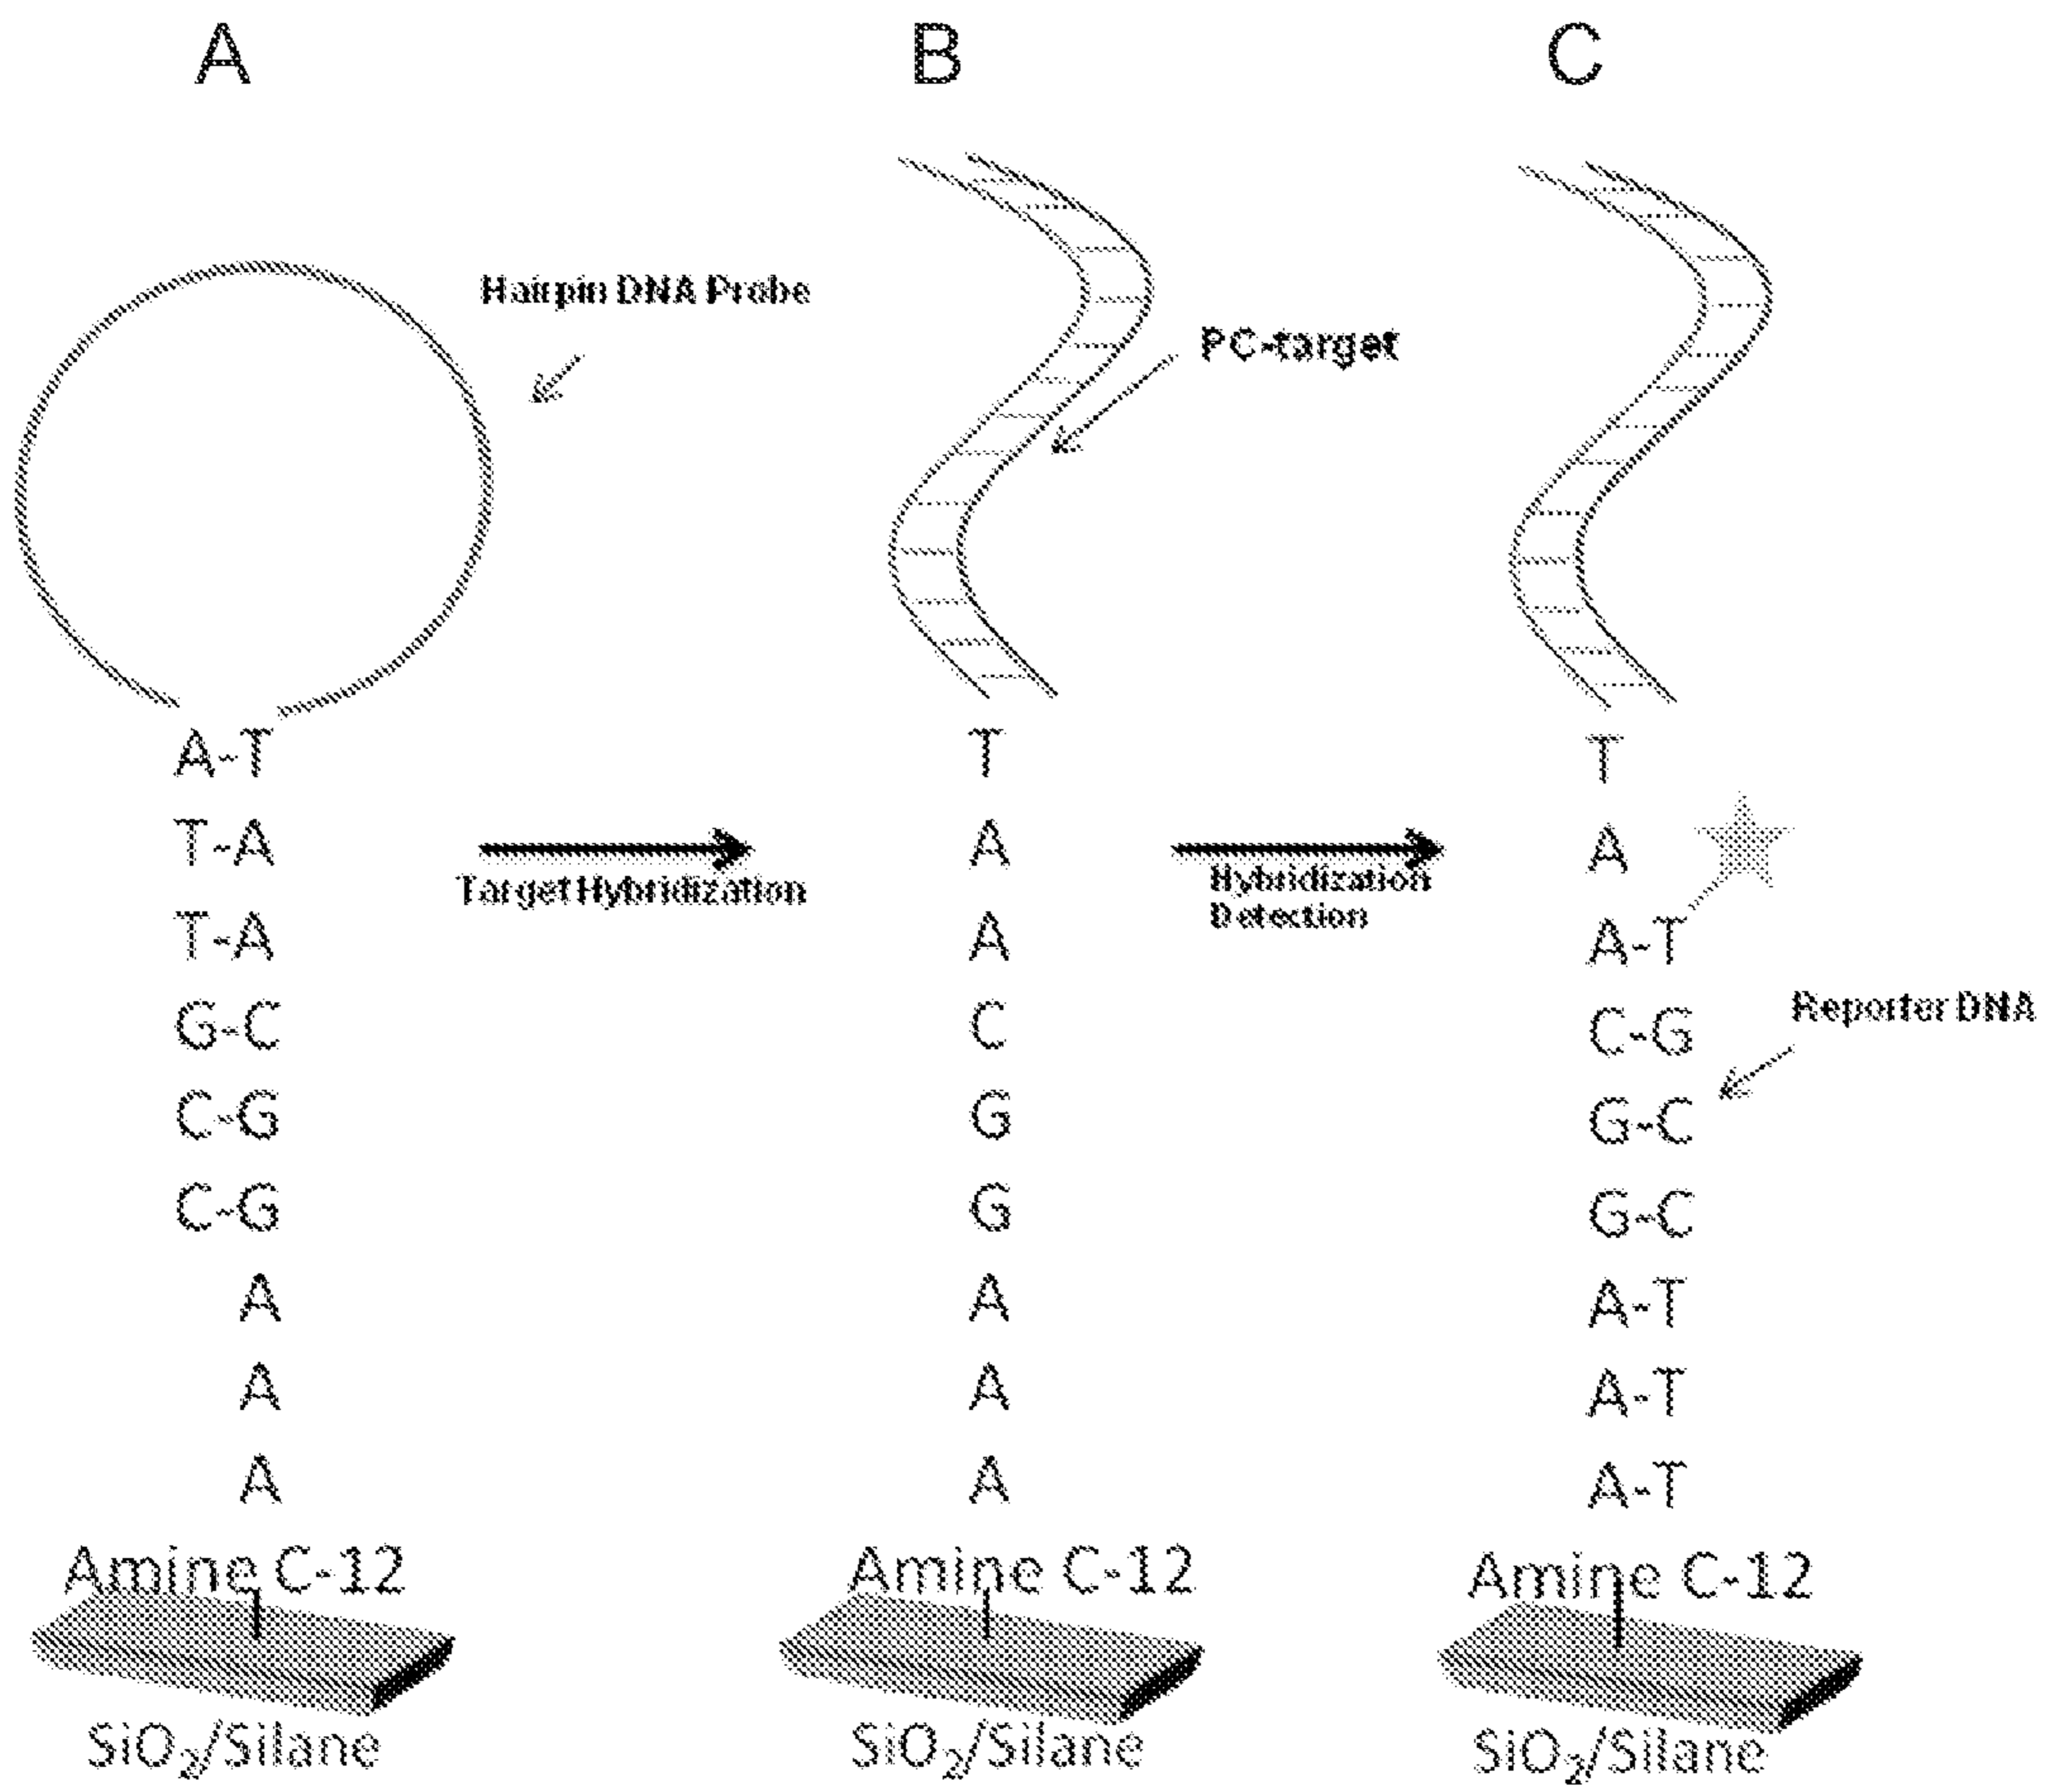 A
B
C
Hairpin DNA Probe
PC-target
A-T
T-A
T-A
G-C
C-G
C-G
A
A
A
Amine C-12
SiO₂/Silane
Target Hybridization
T
A
A
C
G
G
A
A
A
Amine C-12
SiO₂/Silane
Hybridization
Detection
T
A
A-T
C-G
G-C
G-C
A-T
A-T
A-T
Reporter DNA
Amine C-12
SiO₂/Silane